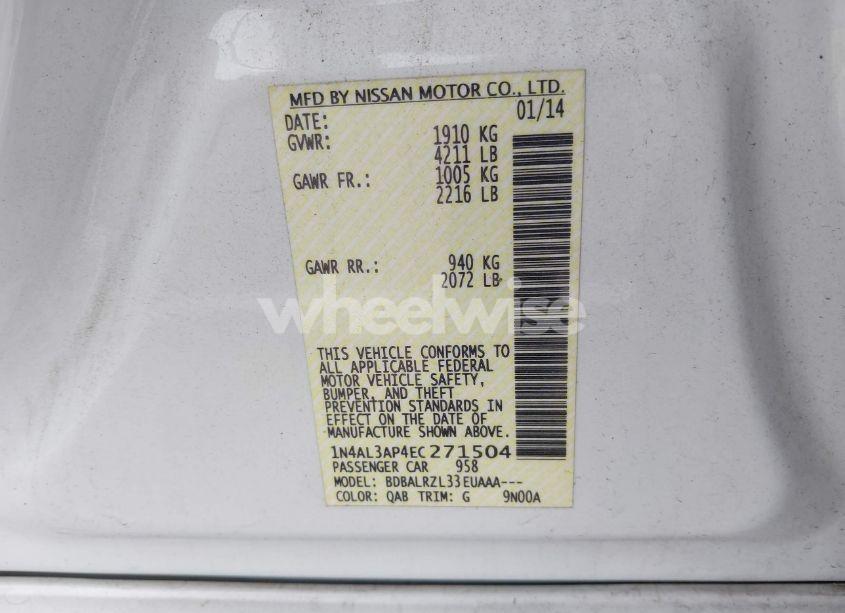 MFD BY NISSAN MOTOR CO., LTD.
DATE: 01/14
GVWR: 1910 KG
4211 LB
GAWR FR.: 1005 KG
2216 LB
GAWR RR.: 940 KG
2072 LB
wheelwise
THIS VEHICLE CONFORMS TO
ALL APPLICABLE FEDERAL
MOTOR VEHICLE SAFETY,
BUMPER, AND THEFT
PREVENTION STANDARDS IN
EFFECT ON THE DATE OF
MANUFACTURE SHOWN ABOVE.
1N4AL3AP4EC271504
PASSENGER CAR 958
MODEL: BDBALRZL33EUAAA---
COLOR: QAB TRIM: G 9N00A